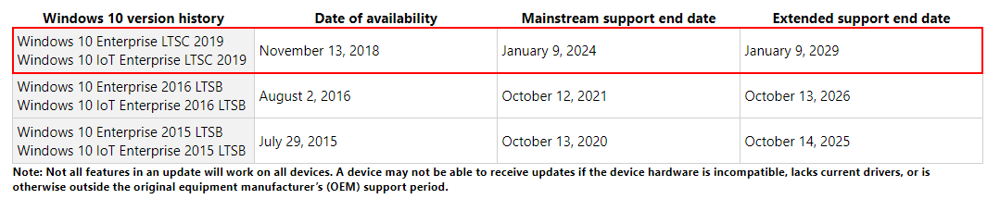 Windows 10 version history Date of availability Mainstream support end date Extended support end date
Windows 10 Enterprise LTSC 2019
Windows 10 IoT Enterprise LTSC 2019
November 13, 2018 January 9, 2024 January 9, 2029
Windows 10 Enterprise 2016 LTSB
Windows 10 IoT Enterprise 2016 LTSB
August 2, 2016 October 12, 2021 October 13, 2026
Windows 10 Enterprise 2015 LTSB
Windows 10 IoT Enterprise 2015 LTSB
July 29, 2015 October 13, 2020 October 14, 2025
Note: Not all features in an update will work on all devices. A device may not be able to receive updates if the device hardware is incompatible, lacks current drivers, or is
otherwise outside the original equipment manufacturer’s (OEM) support period.